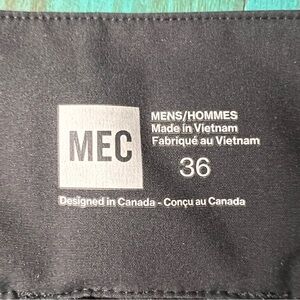 MEC
MENS/HOMMES
Made in Vietnam
Fabriqué au Vietnam
36
Designed in Canada - Conçu au Canada